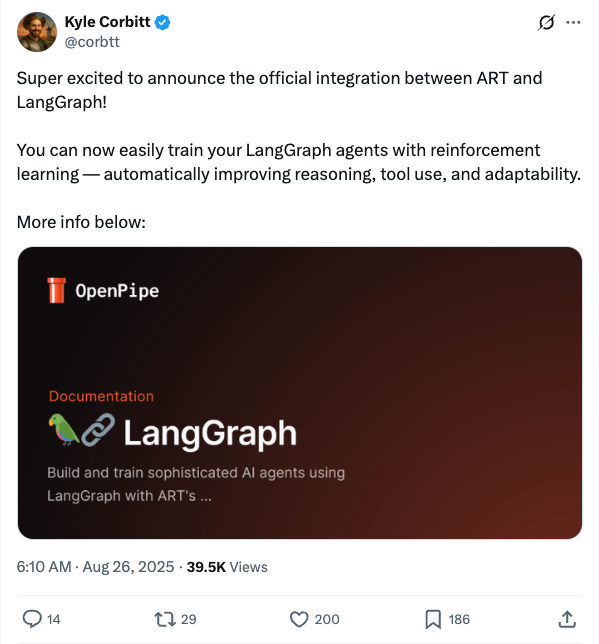 Kyle Corbitt
@corbtt
Super excited to announce the official integration between ART and
LangGraph!
You can now easily train your LangGraph agents with reinforcement
learning — automatically improving reasoning, tool use, and adaptability.
More info below:
OpenPipe
Documentation
LangGraph
Build and train sophisticated AI agents using
LangGraph with ART's ...
6:10 AM · Aug 26, 2025 · 39.5K Views
14 29 200 186